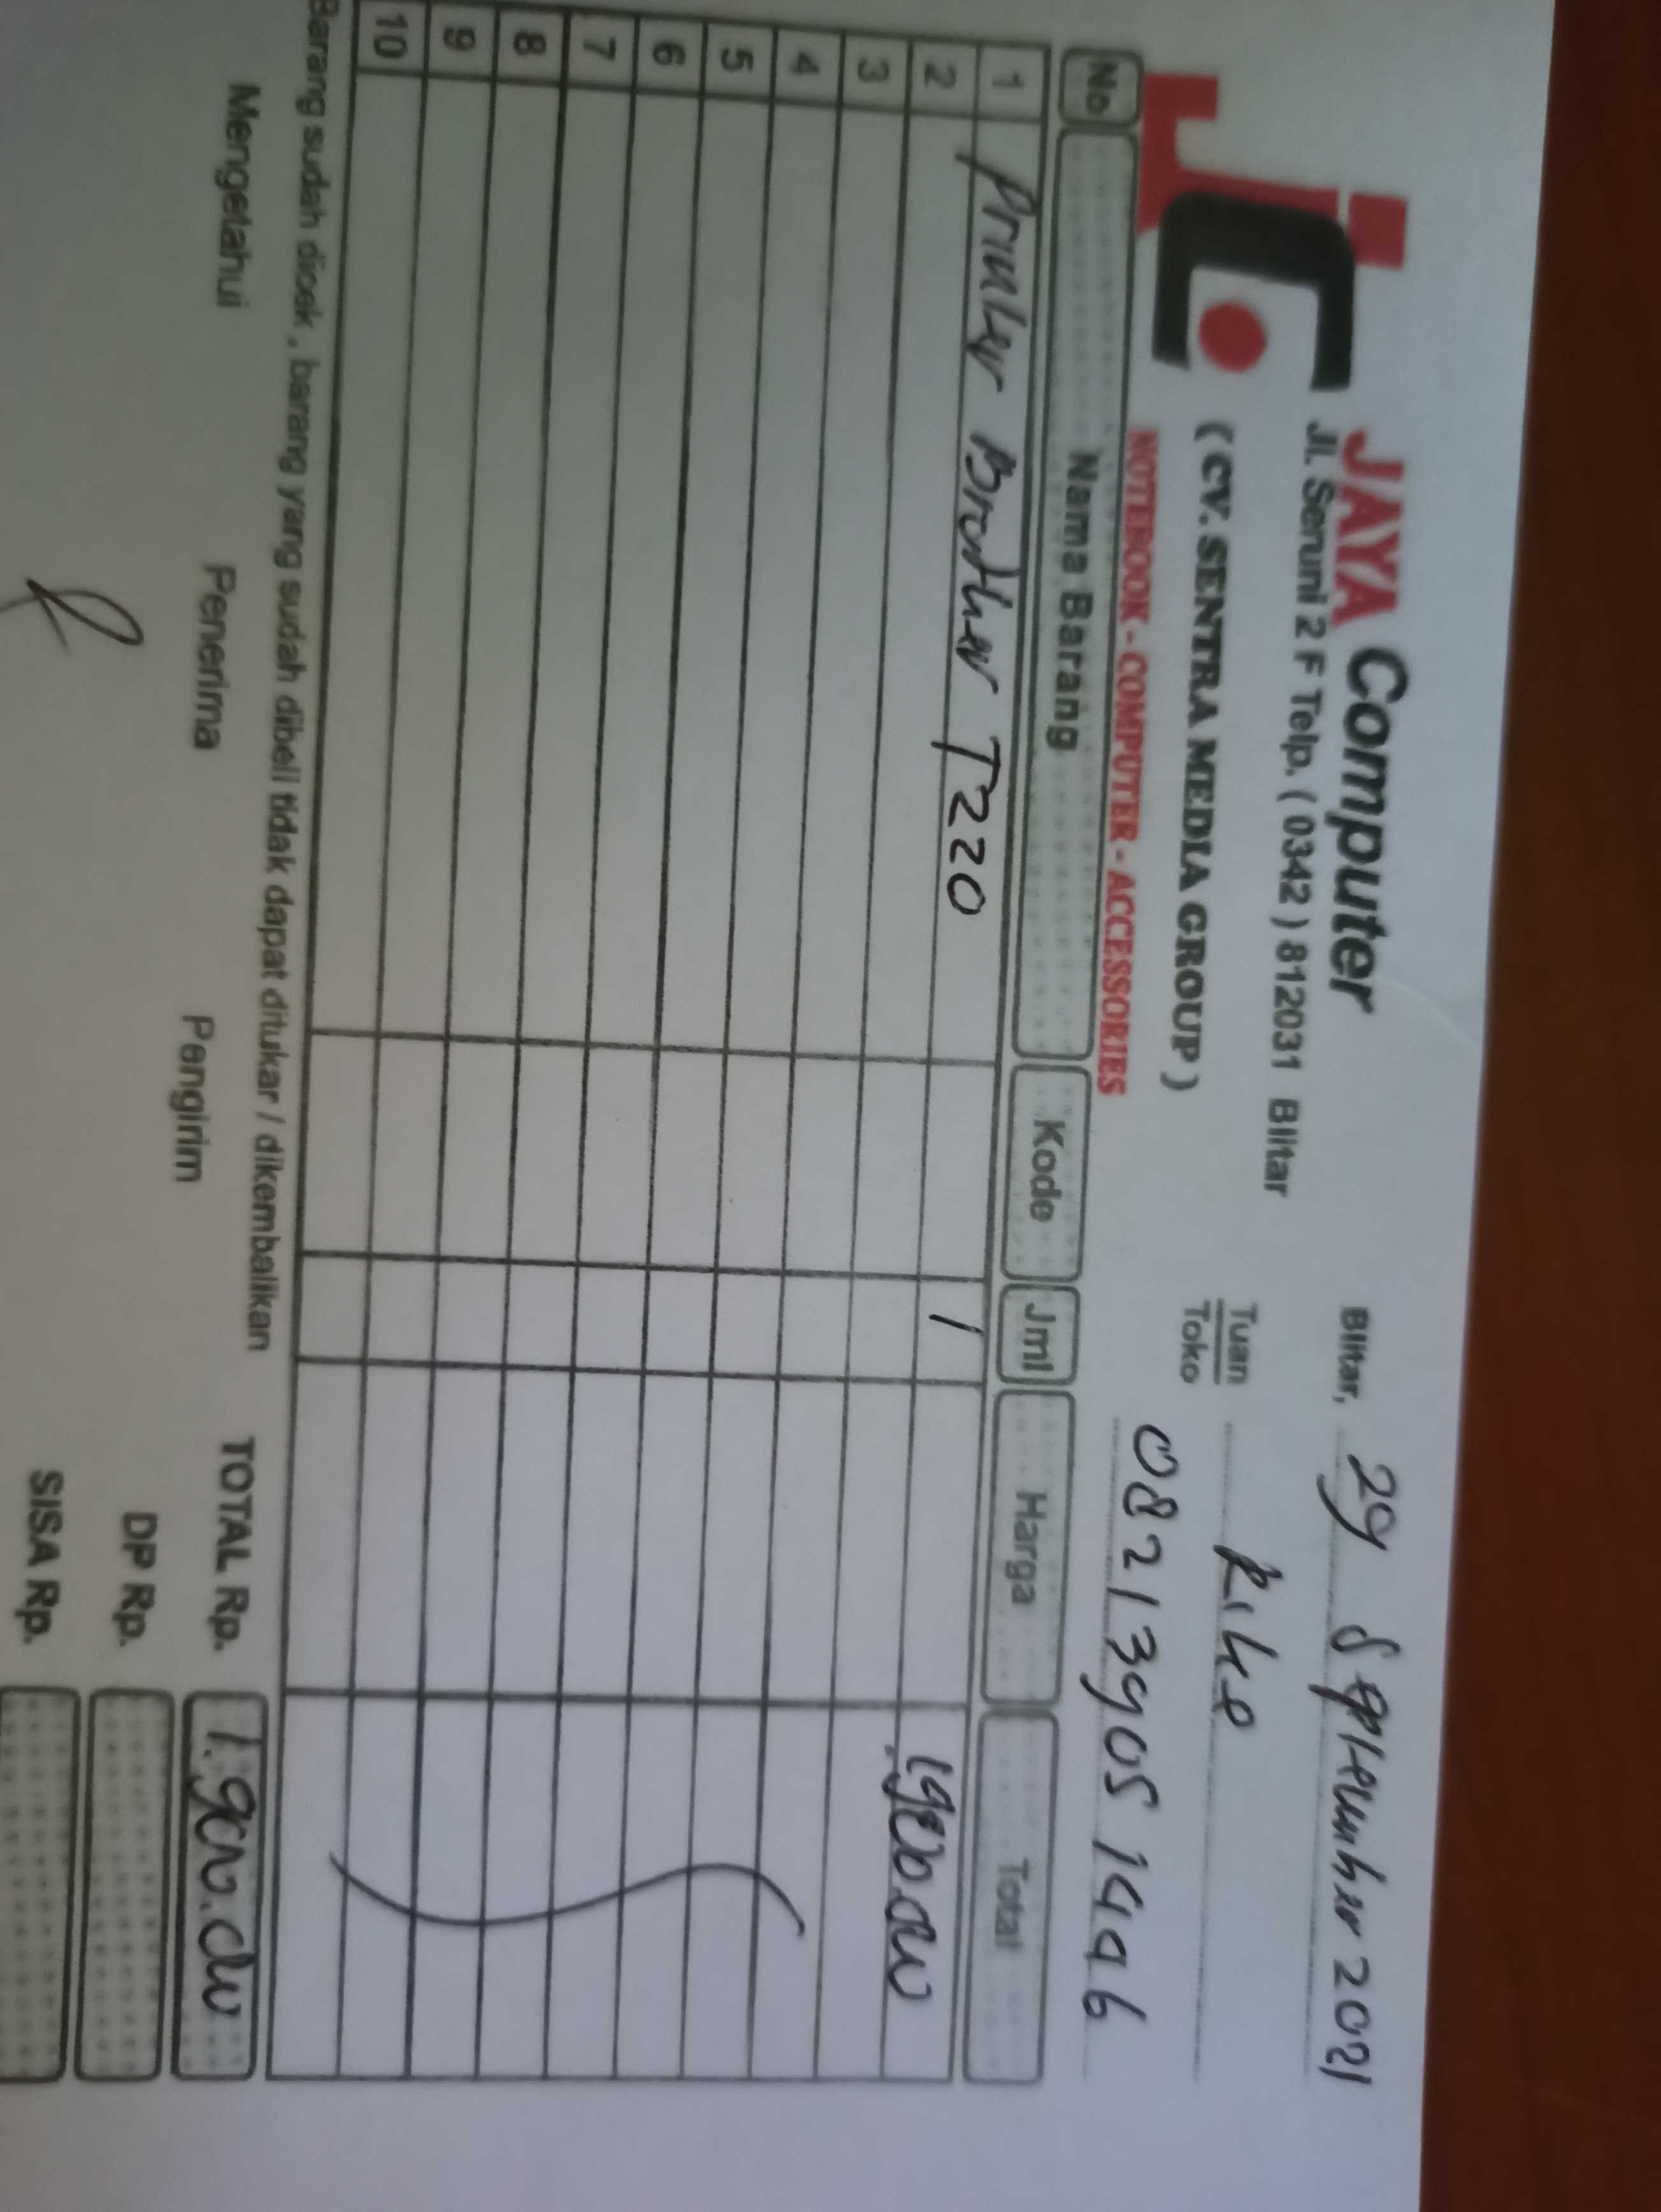 JAYA Computer
Jl. Seruni 2 F Telp. ( 0342 ) 812031 Blitar
( CV. SENTRA MEDIA GROUP )
NOTEBOOK - COMPUTER - ACCESSORIES
Blitar, 29 September 2021
Tuan
Toko
Rike
082139051496
No Nama Barang Kode Jml Harga Total
1 Printer Brother T220 1 1.900.000
2
3
4
5
6
7
8
9
10
Barang sudah dicek , barang yang sudah dibeli tidak dapat ditukar / dikembalikan
Mengetahui Penerima Pengirim
TOTAL Rp. 1.900.000
DP Rp.
SISA Rp.